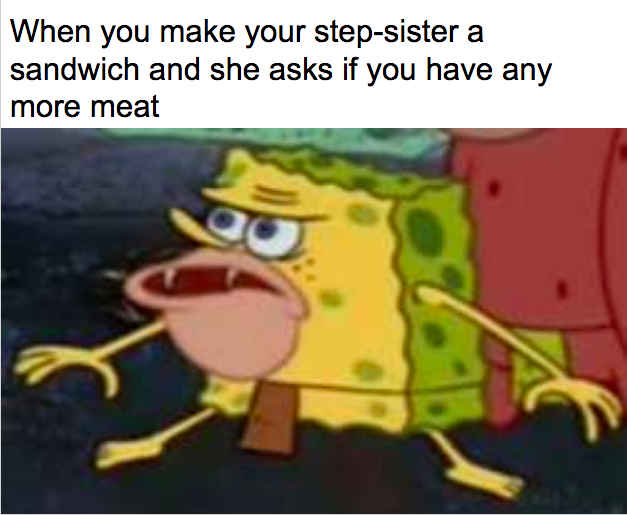 When you make your step-sister a
sandwich and she asks if you have any
more meat